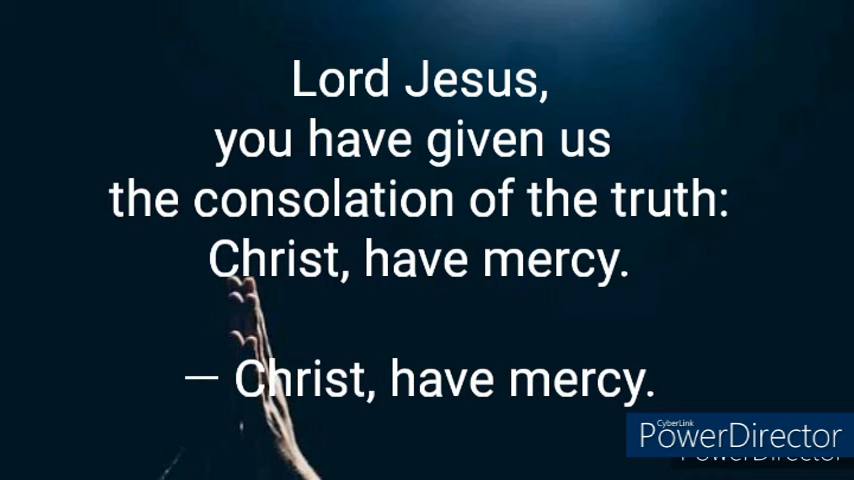 Lord Jesus,
you have given us
the consolation of the truth:
Christ, have mercy.
— Christ, have mercy.
CyberLink
PowerDirector
PowerDirector